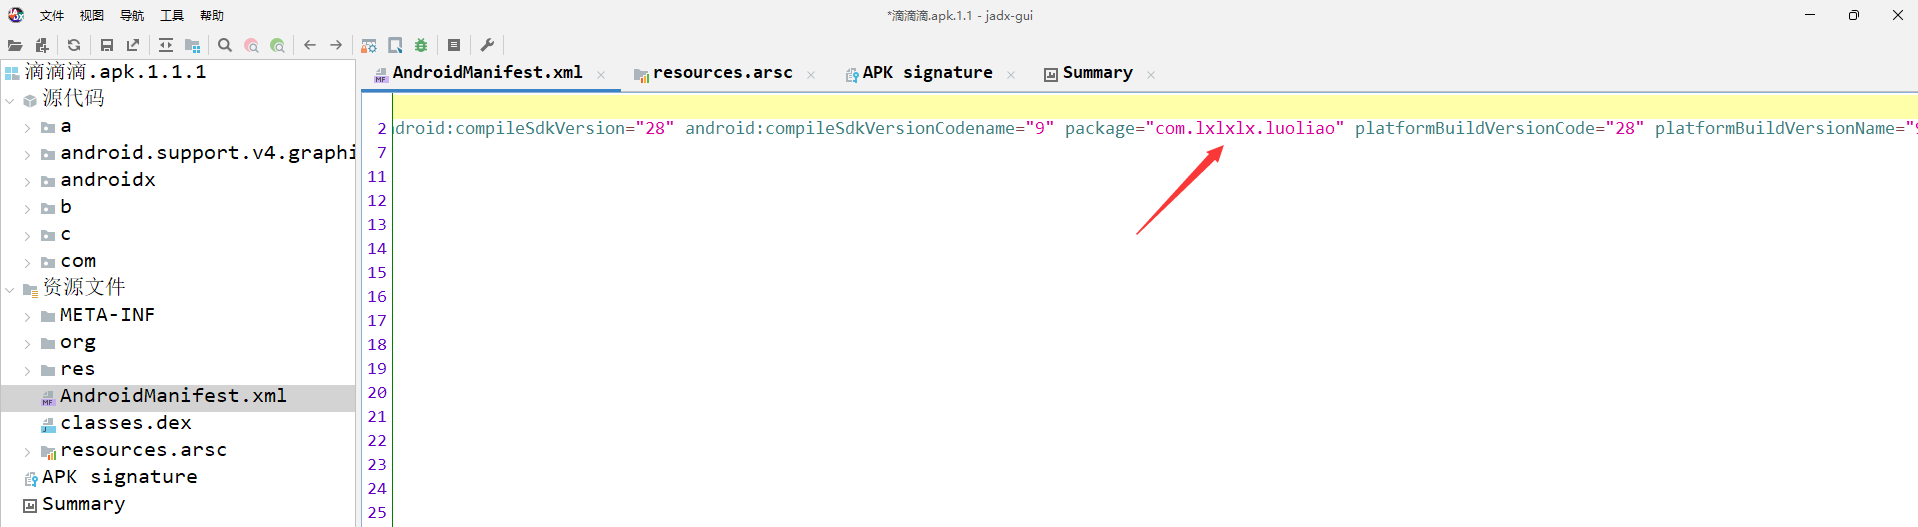 文件 视图 导航 工具 帮助
*滴滴滴.apk.1.1 - jadx-gui
滴滴滴.apk.1.1.1
源代码
a
android.support.v4.graphi
androidx
b
c
com
资源文件
META-INF
org
res
AndroidManifest.xml
classes.dex
resources.arsc
APK signature
Summary
AndroidManifest.xml
resources.arsc
APK signature
Summary
2 droid:compileSdkVersion="28" android:compileSdkVersionCodename="9" package="com.lxlxlx.luoliao" platformBuildVersionCode="28" platformBuildVersionName="9
7
11
12
13
14
15
16
17
18
19
20
21
22
23
24
25